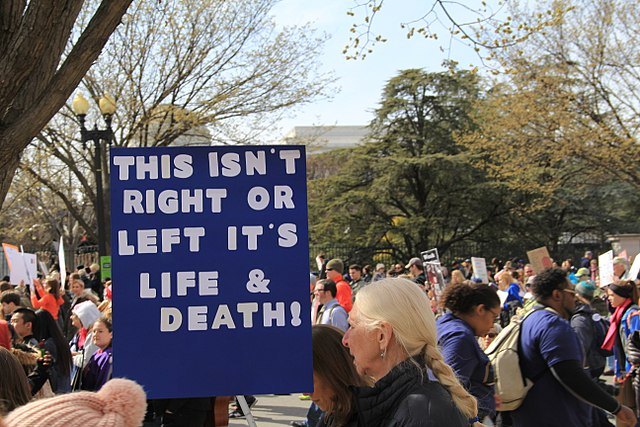 THIS ISN'T
RIGHT OR
LEFT IT'S
LIFE &
DEATH!